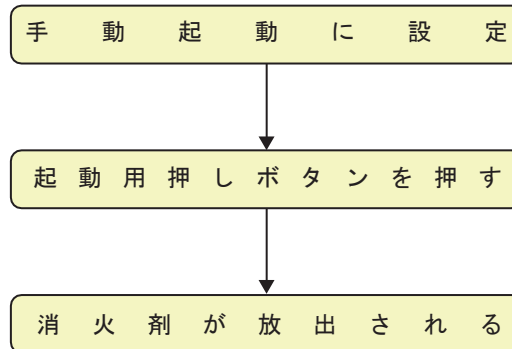 手動起動に設定
起動用押しボタンを押す
消火剤が放出される